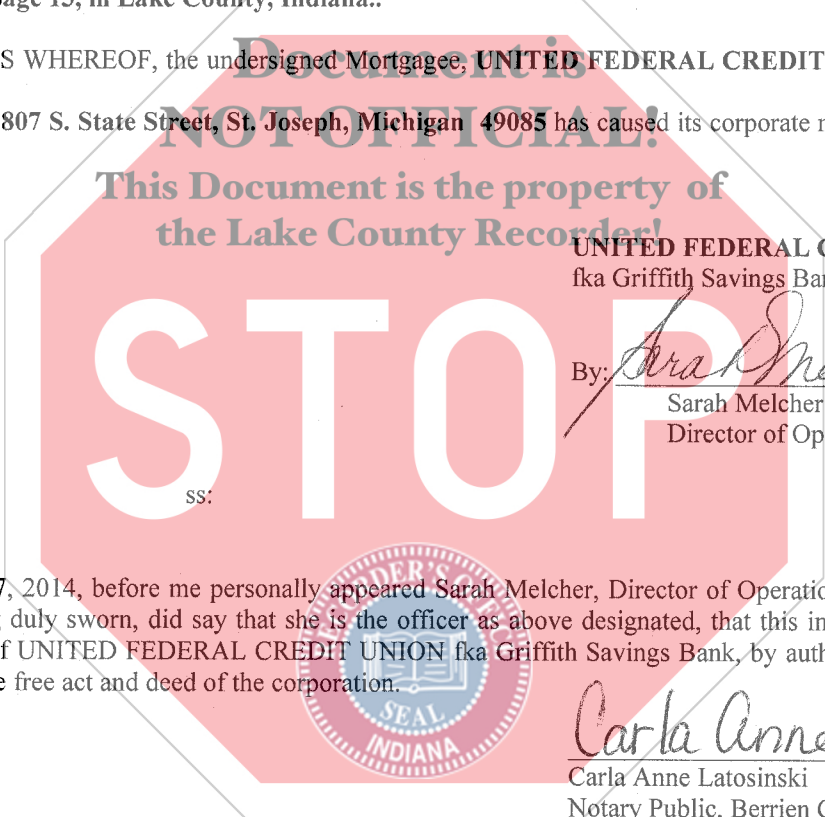 age 15, in Lake County, Indiana..
Document is
S WHEREOF, the undersigned Mortgagee, UNITED FEDERAL CREDIT
NOT OFFICIAL!
807 S. State Street, St. Joseph, Michigan 49085 has caused its corporate
This Document is the property of
the Lake County Recorder!
UNITED FEDERAL
fka Griffith Savings
STOP
By: Sarah
Sarah Melcher
Director of Op
ss:
7, 2014, before me personally appeared Sarah Melcher, Director of Operatio
duly sworn, did say that she is the officer as above designated, that this in
f UNITED FEDERAL CREDIT UNION fka Griffith Savings Bank, by auth
e free act and deed of the corporation.
RECORDER'S OFFICE
SEAL
INDIANA
Carla Anne
Carla Anne Latosinski
Notary Public, Berrien